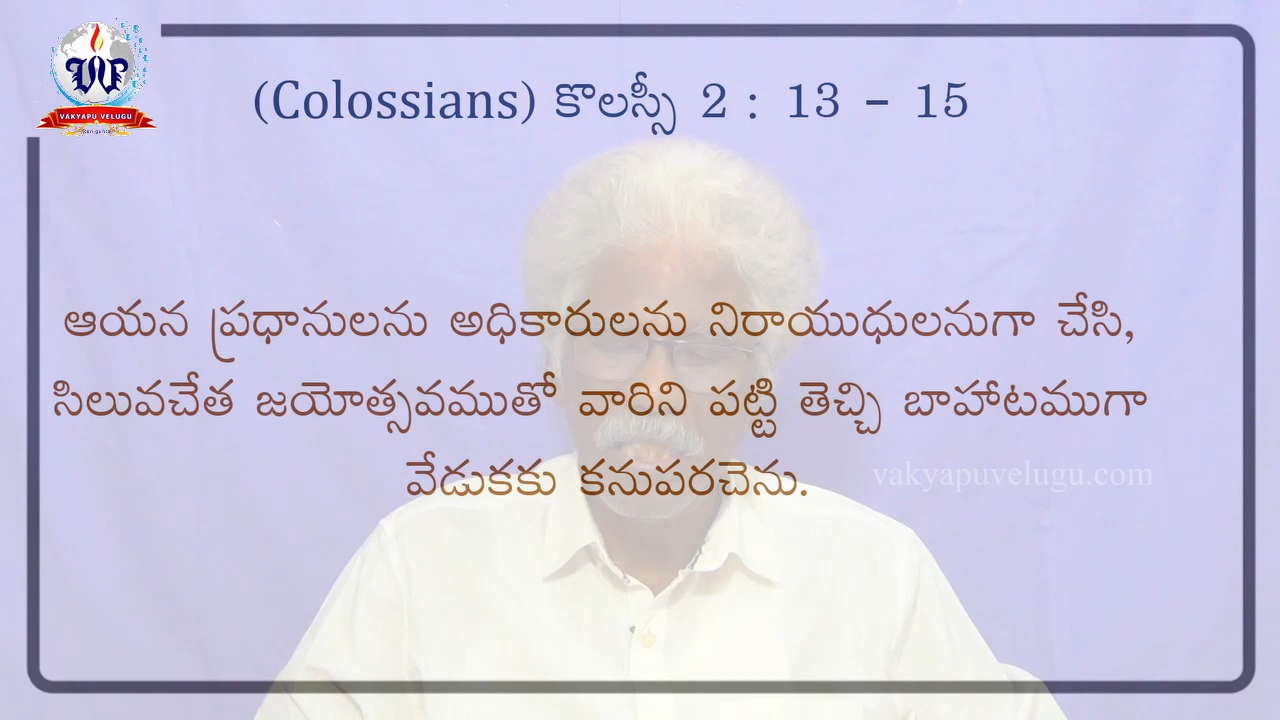 VAKYAPU VELUGU
(Colossians) కొలస్సీ 2 : 13 - 15
ఆయన ప్రధానులను అధికారులను నిరాయుధులనుగా చేసి,
సిలువచేత జయోత్సవముతో వారిని పట్టి తెచ్చి బాహాటముగా
వేడుకకు కనుపరచెను.
vakyapuvelugu.com